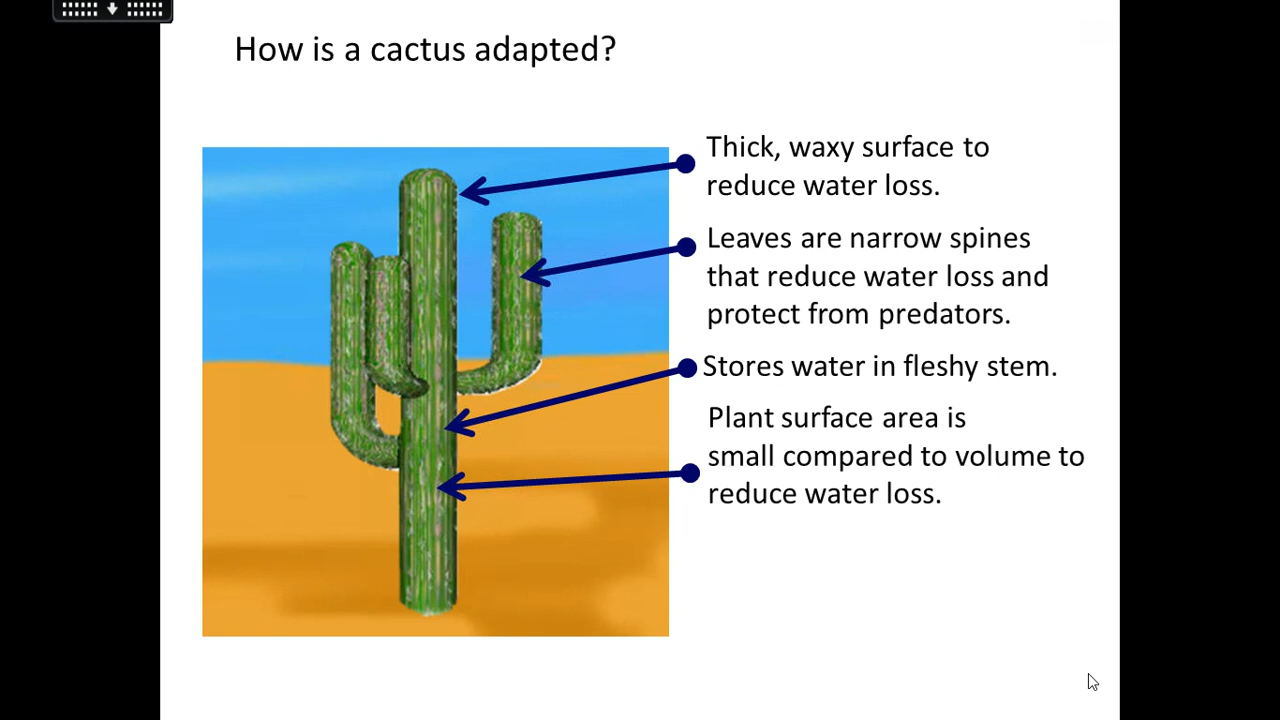 How is a cactus adapted?
Thick, waxy surface to
reduce water loss.
Leaves are narrow spines
that reduce water loss and
protect from predators.
Stores water in fleshy stem.
Plant surface area is
small compared to volume to
reduce water loss.